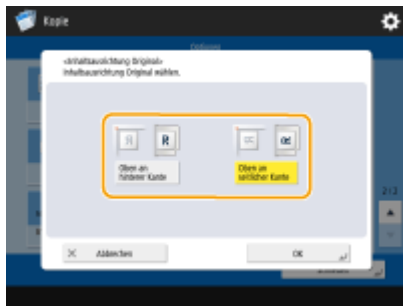 Kopie
Optionen
<Inhaltsausrichtung Original>
Inhaltsausrichtung Original wählen.
R
R
Oben an
hinterer Kante
Oben an
seitlicher Kante
2/2
Abbrechen
OK